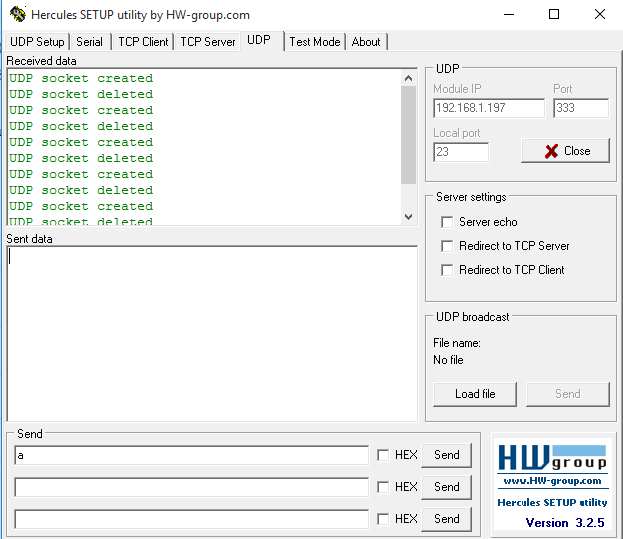 Hercules SETUP utility by HW-group.com
UDP Setup Serial TCP Client TCP Server UDP Test Mode About
Received data
UDP socket created
UDP socket deleted
UDP socket created
UDP socket deleted
UDP socket created
UDP socket deleted
UDP socket created
UDP socket deleted
UDP socket created
UDP socket deleted
UDP
Module IP Port
192.168.1.197 333
Local port
23 Close
Server settings
Server echo
Redirect to TCP Server
Redirect to TCP Client
Sent data
UDP broadcast
File name:
No file
Load file Send
Send
a HEX Send
HEX Send
HEX Send
HW group
www.HW-group.com
Hercules SETUP utility
Version 3.2.5